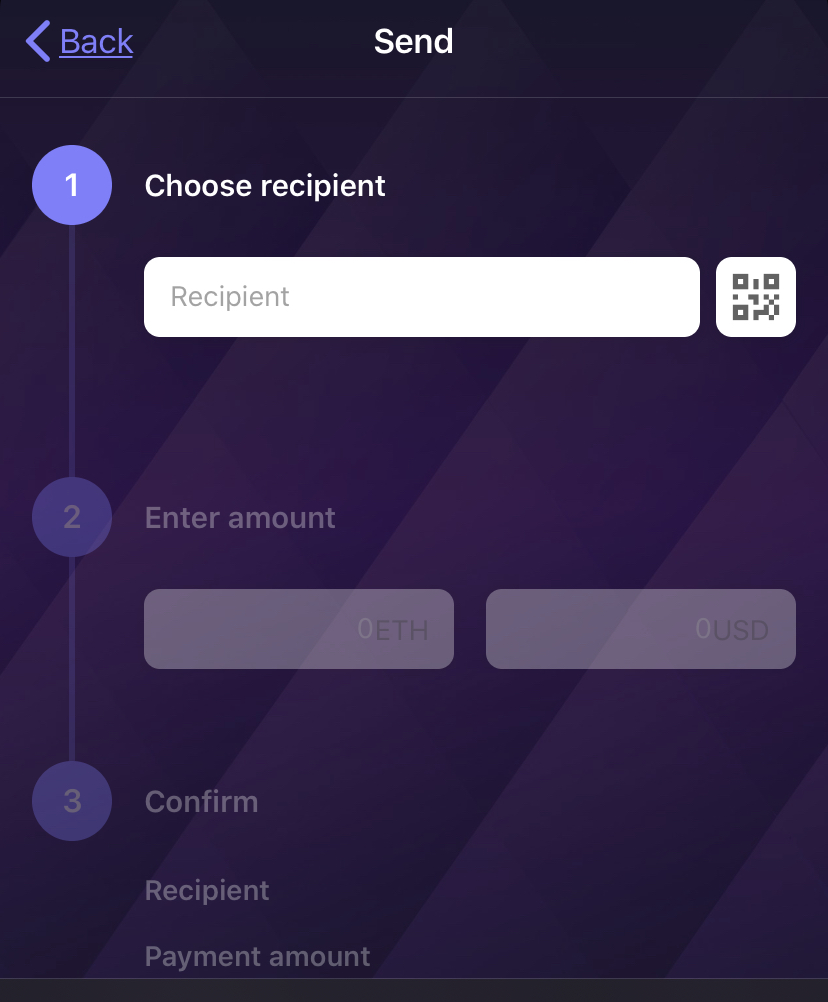 Back
Send
1
Choose recipient
Recipient
2
Enter amount
0ETH
0USD
3
Confirm
Recipient
Payment amount